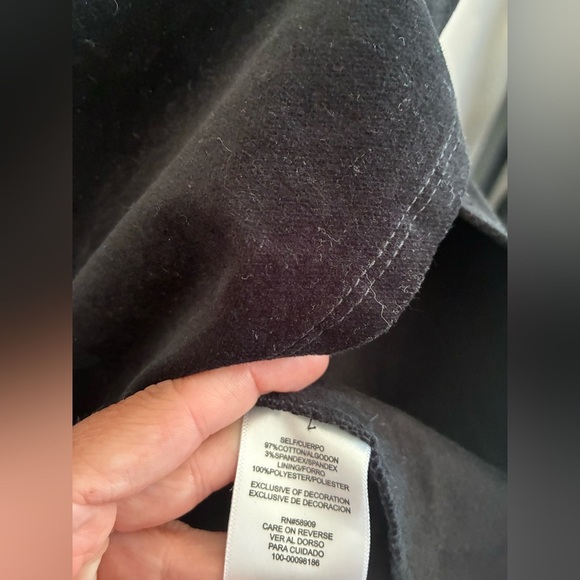 SELF/CUERPO
97%COTTON/ALGODON
3%SPANDEX/SPANDEX
LINING/FORRO
100%POLYESTER/POLIESTER
EXCLUSIVE OF DECORATION
EXCLUSIVE DE DECORACION
RN#58909
CARE ON REVERSE
VER AL DORSO
PARA CUIDADO
100-00098186